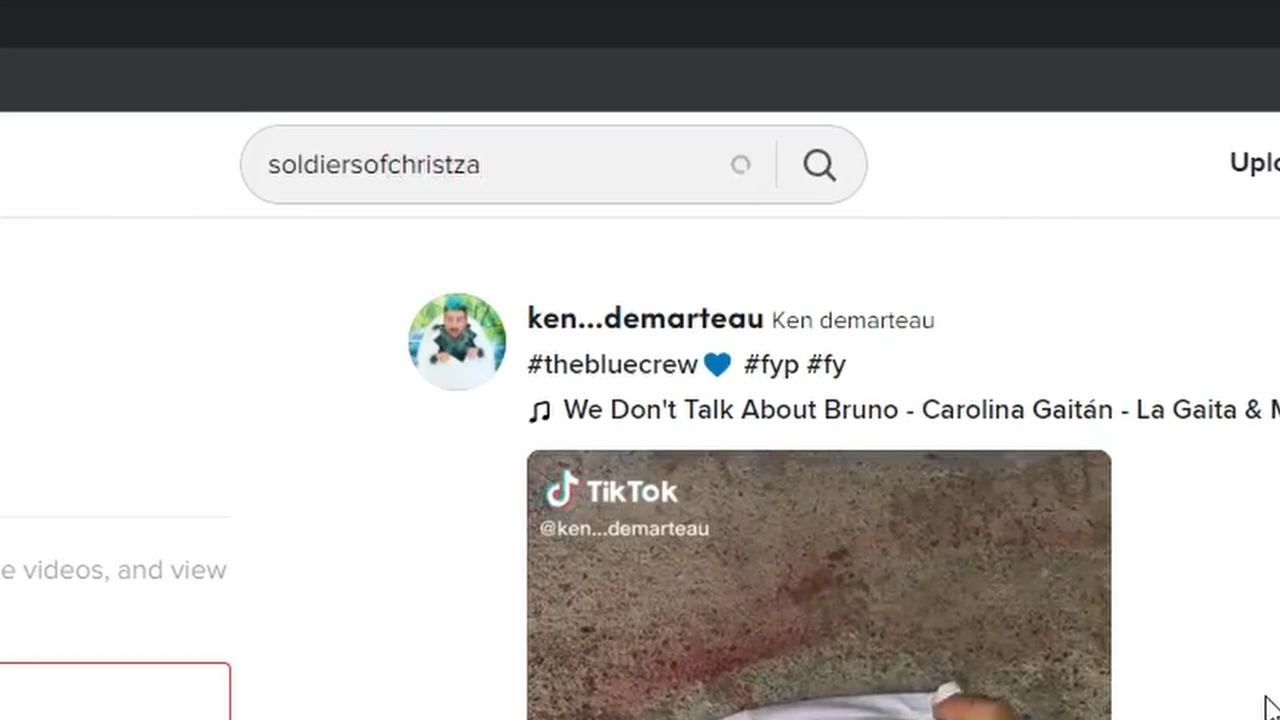 soldiersofchristza
Uplo
ken...demarteau Ken demarteau
#thebluecrew💙 #fyp #fy
We Don't Talk About Bruno - Carolina Gaitán - La Gaita & M
TikTok
@ken...demarteau
e videos, and view